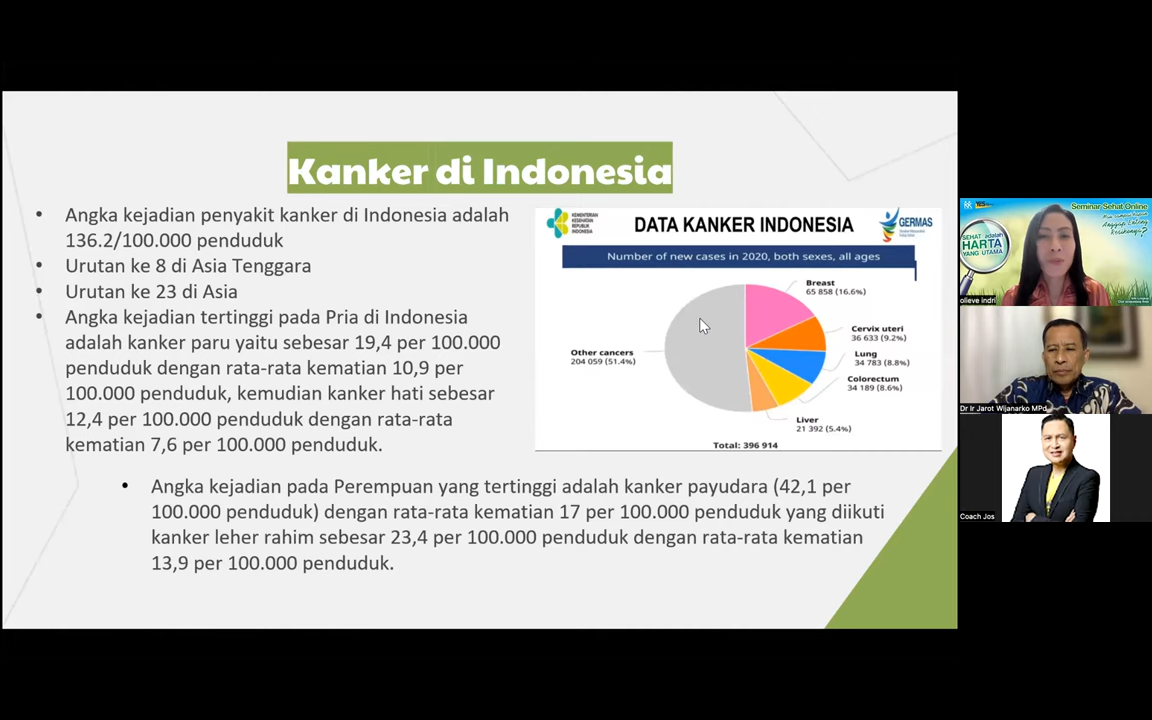 Kanker di Indonesia
• Angka kejadian penyakit kanker di Indonesia adalah
136.2/100.000 penduduk
• Urutan ke 8 di Asia Tenggara
• Urutan ke 23 di Asia
• Angka kejadian tertinggi pada Pria di Indonesia
adalah kanker paru yaitu sebesar 19,4 per 100.000
penduduk dengan rata-rata kematian 10,9 per
100.000 penduduk, kemudian kanker hati sebesar
12,4 per 100.000 penduduk dengan rata-rata
kematian 7,6 per 100.000 penduduk.
KEMENTERIAN
KESEHATAN
REPUBLIK
INDONESIA
DATA KANKER INDONESIA
GERMAS
Number of new cases in 2020, both sexes, all ages
Breast
65 858 (16.6%)
Cervix uteri
36 633 (9.2%)
Lung
34 783 (8.8%)
Colorectum
34 189 (8.6%)
Liver
21 392 (5.4%)
Other cancers
204 059 (51.4%)
Total: 396 914
• Angka kejadian pada Perempuan yang tertinggi adalah kanker payudara (42,1 per
100.000 penduduk) dengan rata-rata kematian 17 per 100.000 penduduk yang diikuti
kanker leher rahim sebesar 23,4 per 100.000 penduduk dengan rata-rata kematian
13,9 per 100.000 penduduk.
Seminar Sehat Online
SEHAT adalah
HARTA
YANG UTAMA
olieve indri
Dr Ir Jarot Wijanarko MPd
Coach Jos